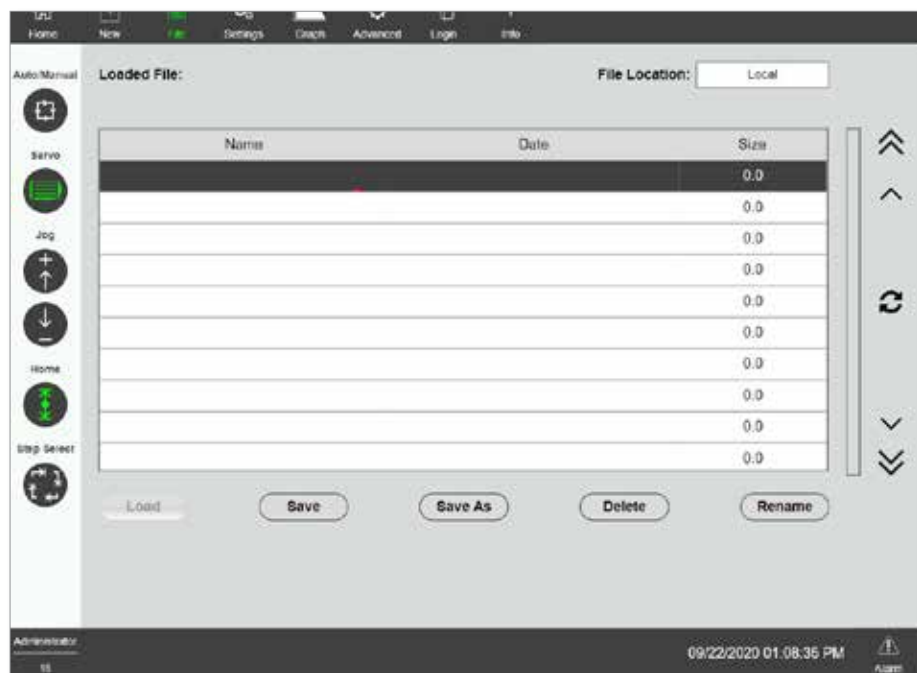 Home New File Settings Graph Advanced Login Info
Auto/Manual
Loaded File:
File Location: Local
Servo
Jog
Home
Step Select
Name Date Size
0.0
0.0
0.0
0.0
0.0
0.0
0.0
0.0
0.0
0.0
Load Save Save As Delete Rename
Administrator
09/22/2020 01:08:35 PM
Alarm